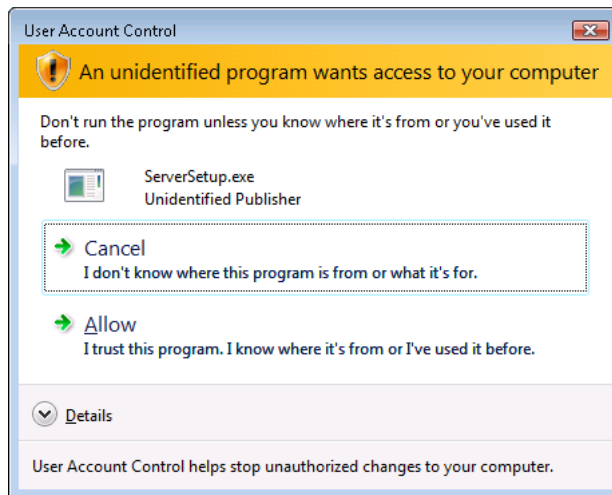 User Account Control
An unidentified program wants access to your computer
Don't run the program unless you know where it's from or you've used it
before.
ServerSetup.exe
Unidentified Publisher
Cancel
I don't know where this program is from or what it's for.
Allow
I trust this program. I know where it's from or I've used it before.
Details
User Account Control helps stop unauthorized changes to your computer.